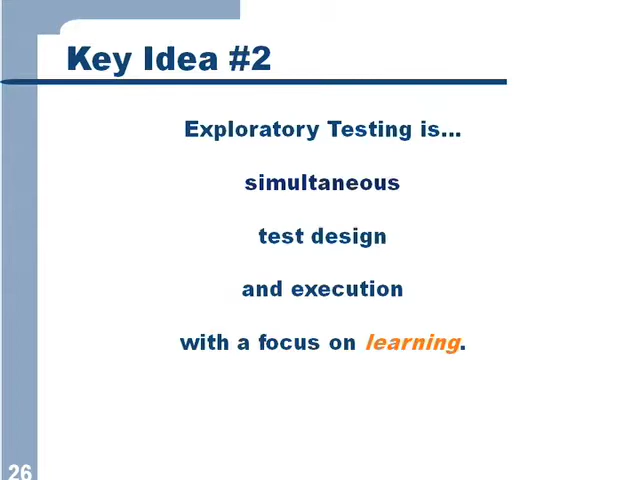 Key Idea #2
Exploratory Testing is...
simultaneous
test design
and execution
with a focus on learning.
26